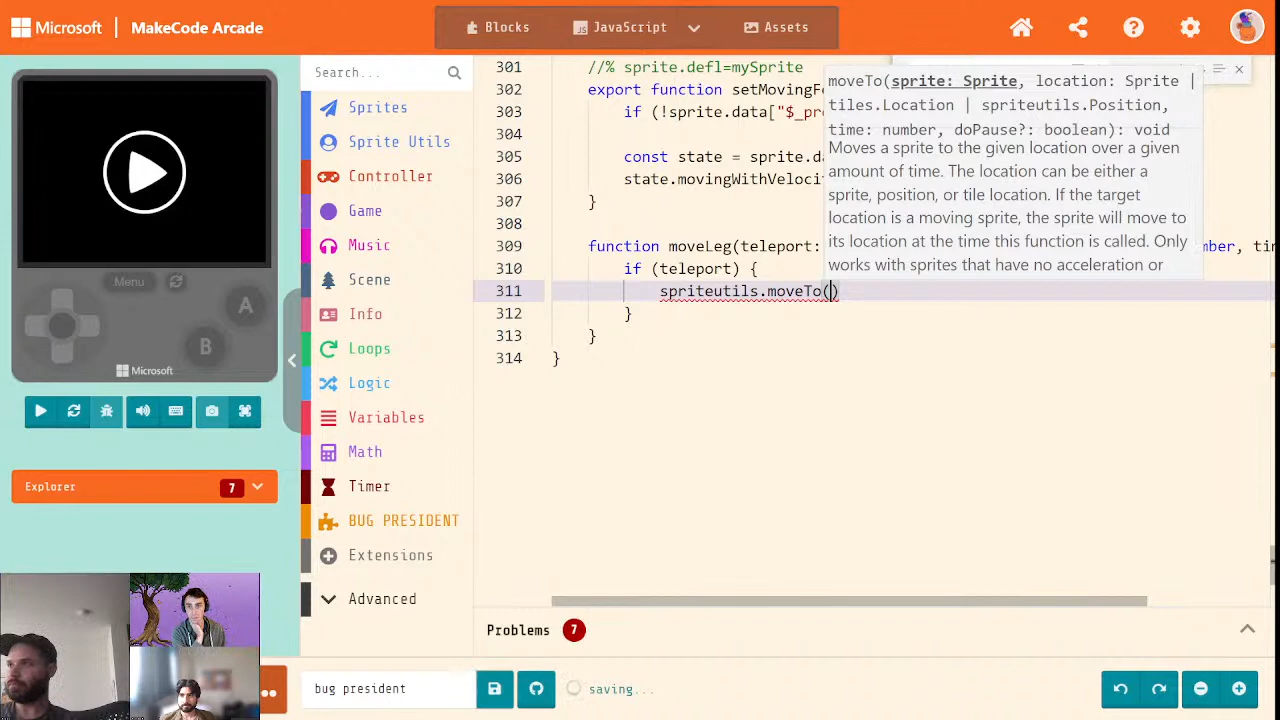 Microsoft
MakeCode Arcade
Blocks
JavaScript
Assets
Menu
A
B
Microsoft
Explorer
7
Search...
Sprites
Sprite Utils
Controller
Game
Music
Scene
Info
Loops
Logic
Variables
Math
Timer
BUG PRESIDENT
Extensions
Advanced
301 //% sprite.defl=mySprite
302 export function setMovingFo
303 if (!sprite.data["$_pr
304
305 const state = sprite.da
306 state.movingWithVelocit
307 }
308
309 function moveLeg(teleport: mber, tim
310 if (teleport) {
311 spriteutils.moveTo()
312 }
313 }
314 }
moveTo(sprite: Sprite, location: Sprite |
tiles.Location | spriteutils.Position,
time: number, doPause?: boolean): void
Moves a sprite to the given location over a given
amount of time. The location can be either a
sprite, position, or tile location. If the target
location is a moving sprite, the sprite will move to
its location at the time this function is called. Only
works with sprites that have no acceleration or
Problems 7
bug president
saving...